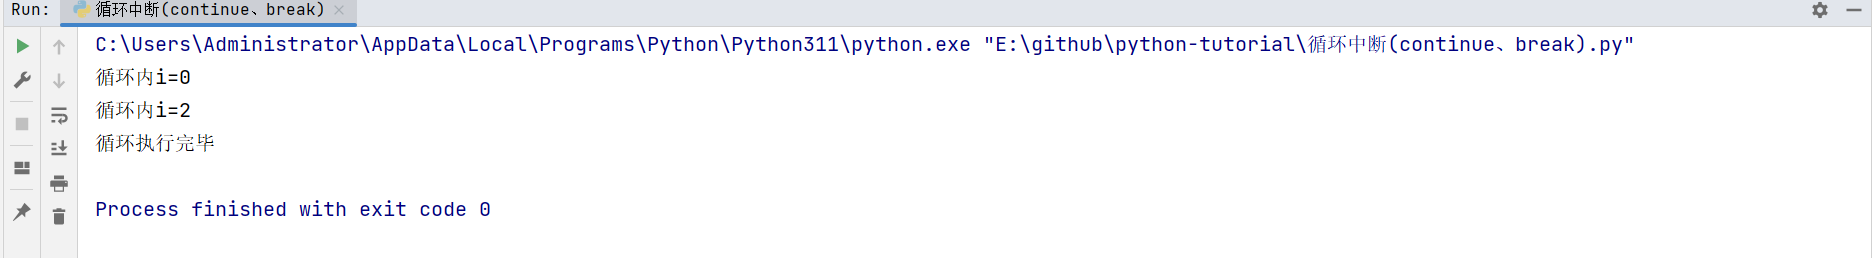 Run: 循环中断(continue、break)
C:\Users\Administrator\AppData\Local\Programs\Python\Python311\python.exe "E:\github\python-tutorial\循环中断(continue、break).py"
循环内i=0
循环内i=2
循环执行完毕
Process finished with exit code 0